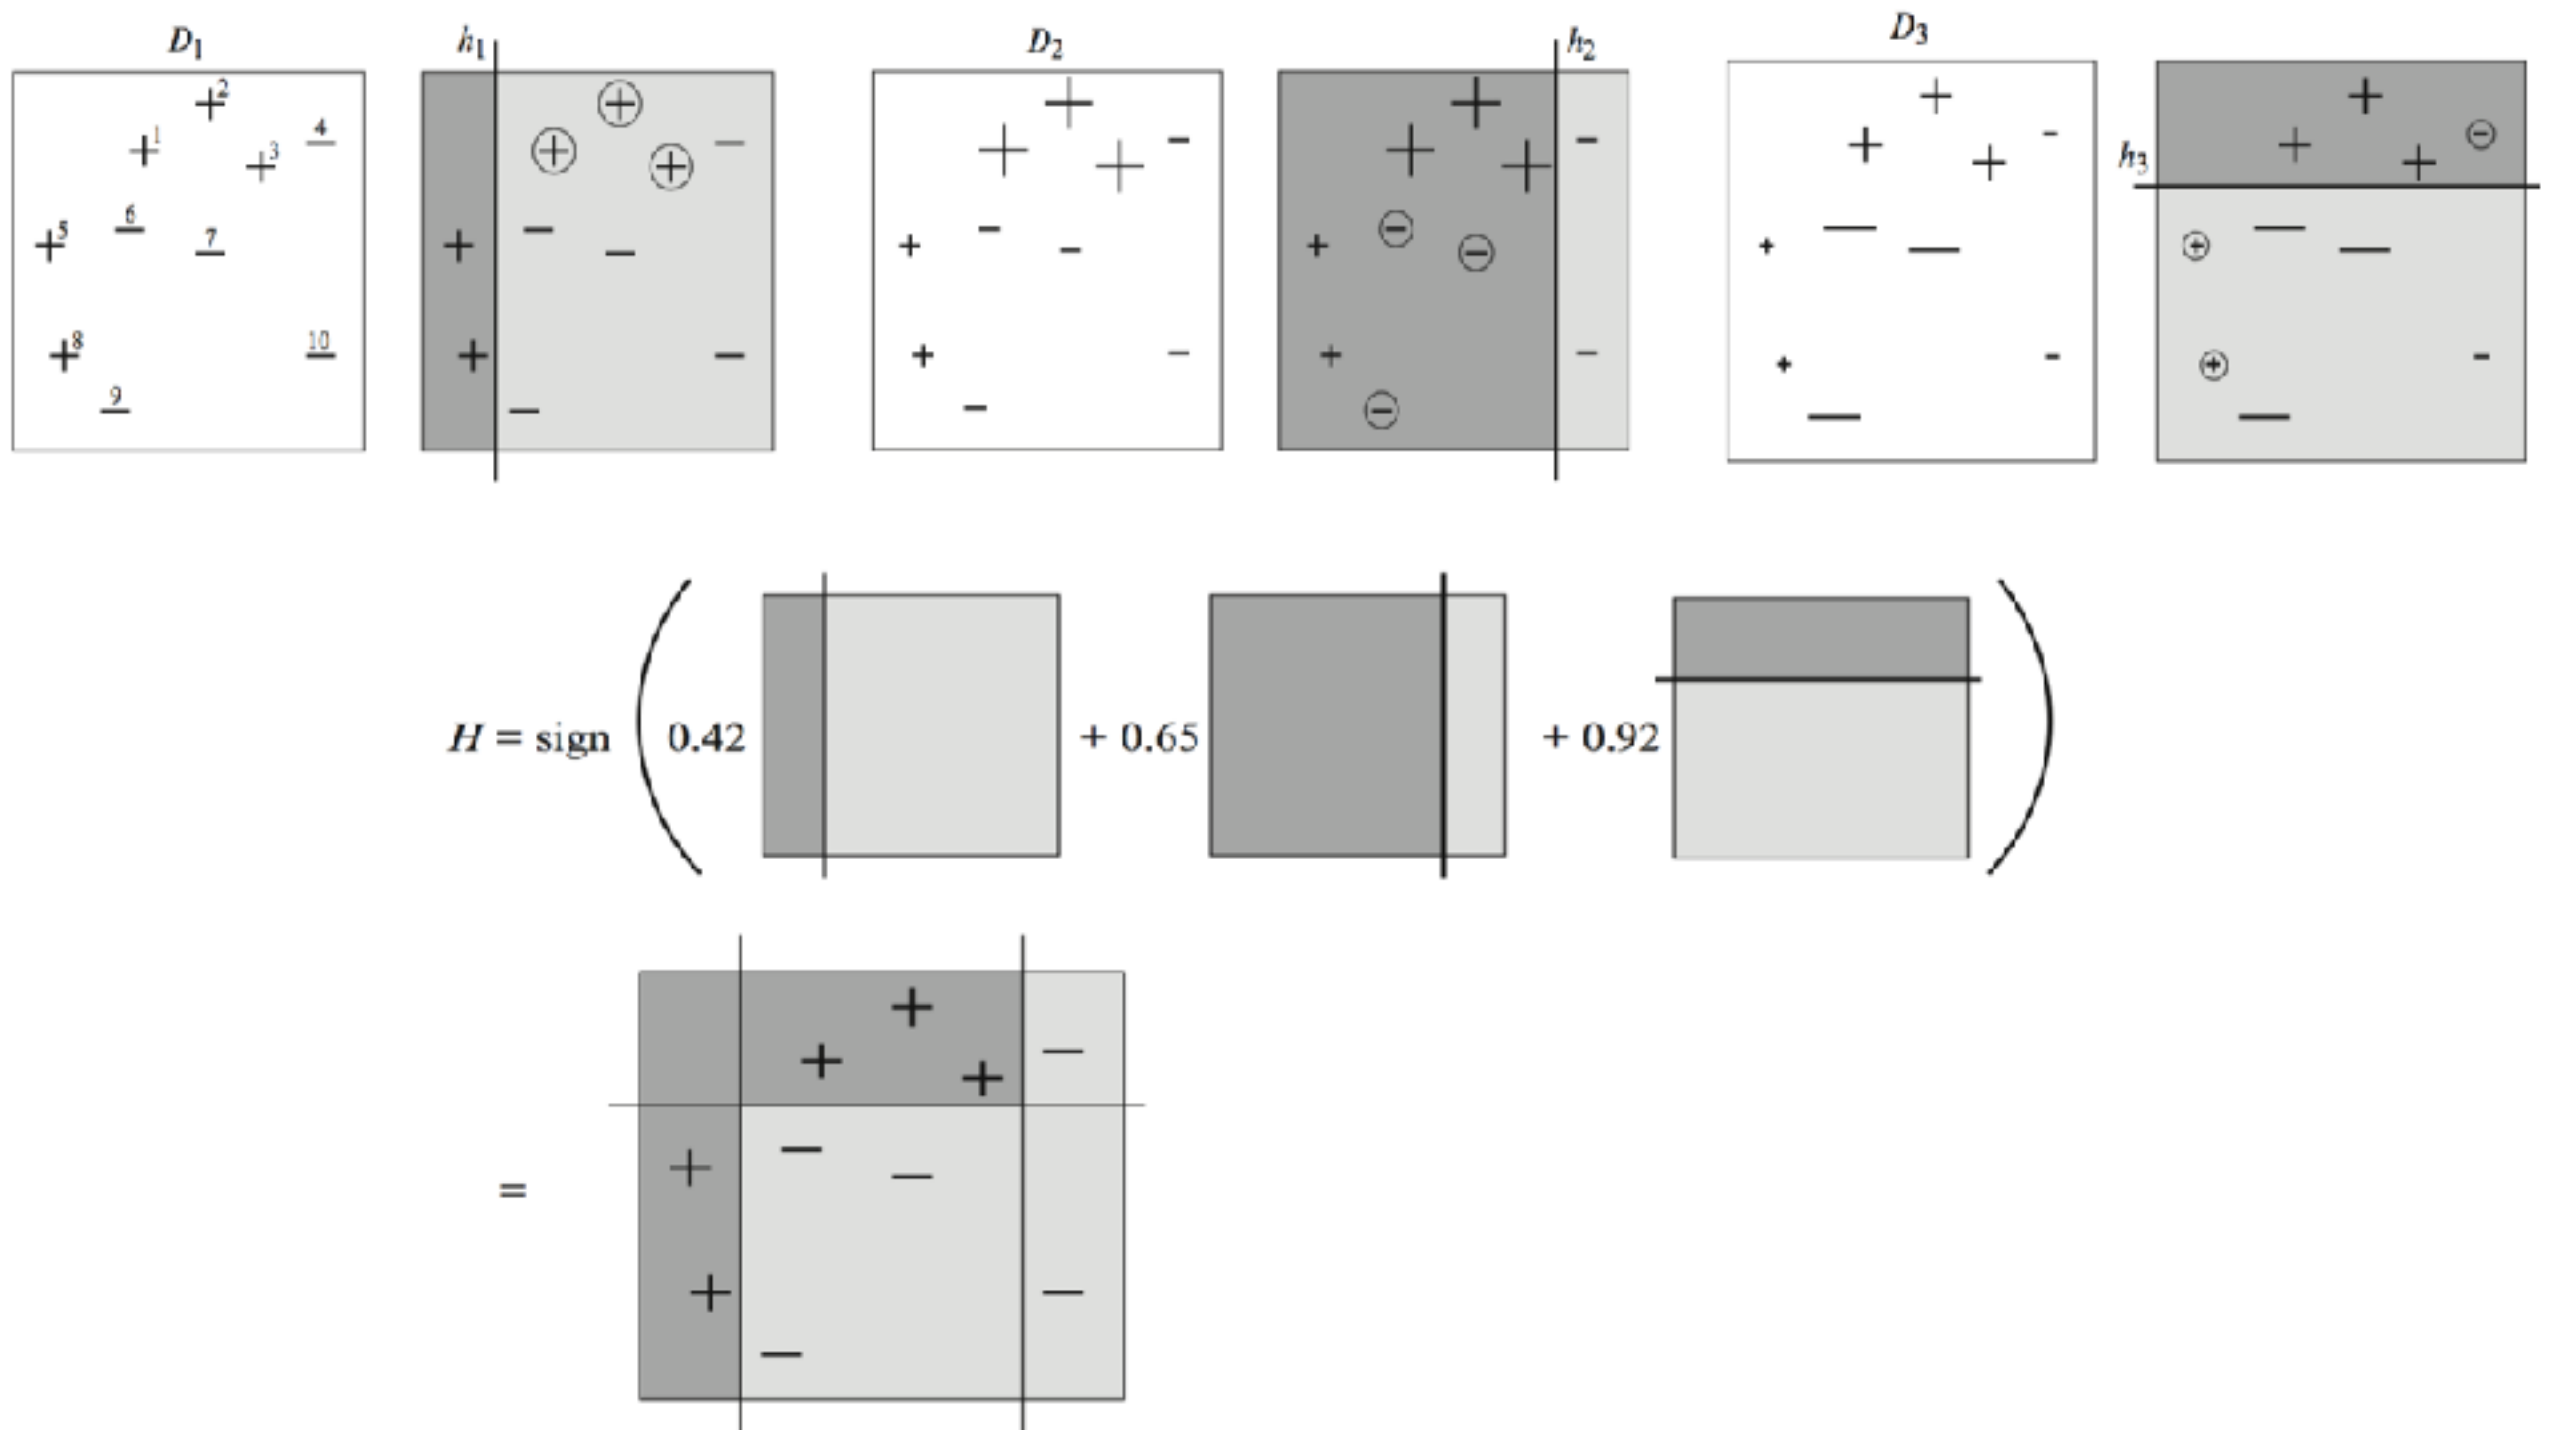 D1 h1 D2 h2 D3
+2
+1 +3 4 −
+5 6 − 7 −
h3
+8 10 −
9 −
H = sign ( 0.42 + 0.65 + 0.92 )
=